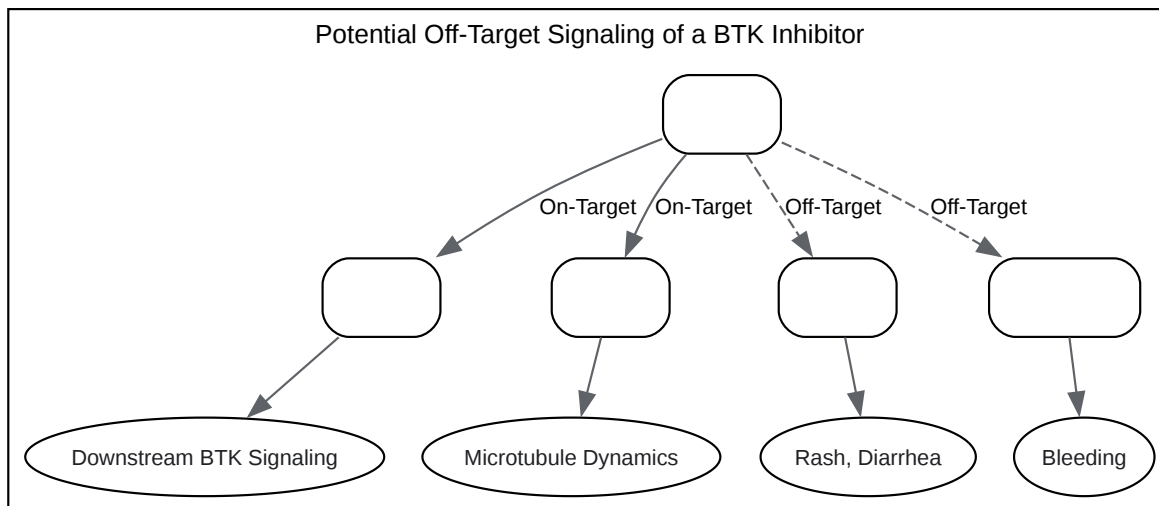 Potential Off-Target Signaling of a BTK Inhibitor
On-Target
On-Target
Off-Target
Off-Target
Downstream BTK Signaling
Microtubule Dynamics
Rash, Diarrhea
Bleeding